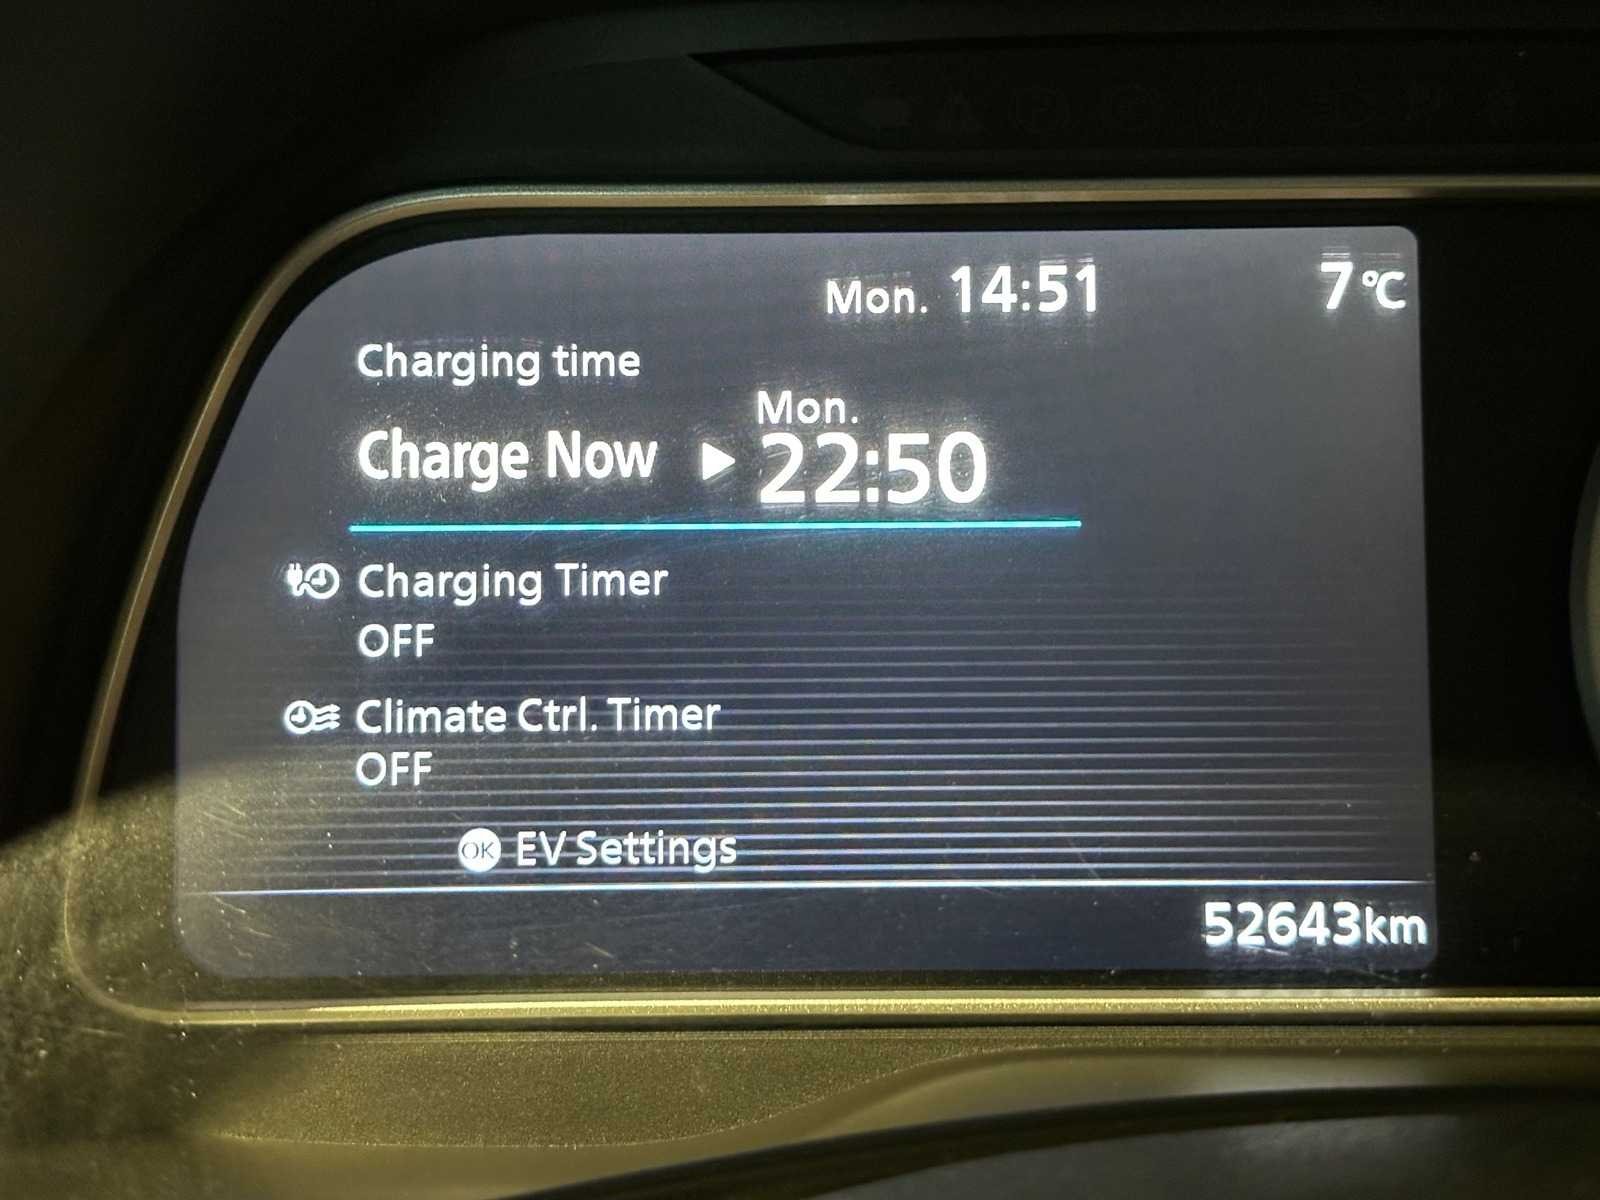 Mon. 14:51 7°C
Charging time
Mon.
Charge Now ▶ 22:50
Charging Timer
OFF
Climate Ctrl. Timer
OFF
OK EV Settings
52643km